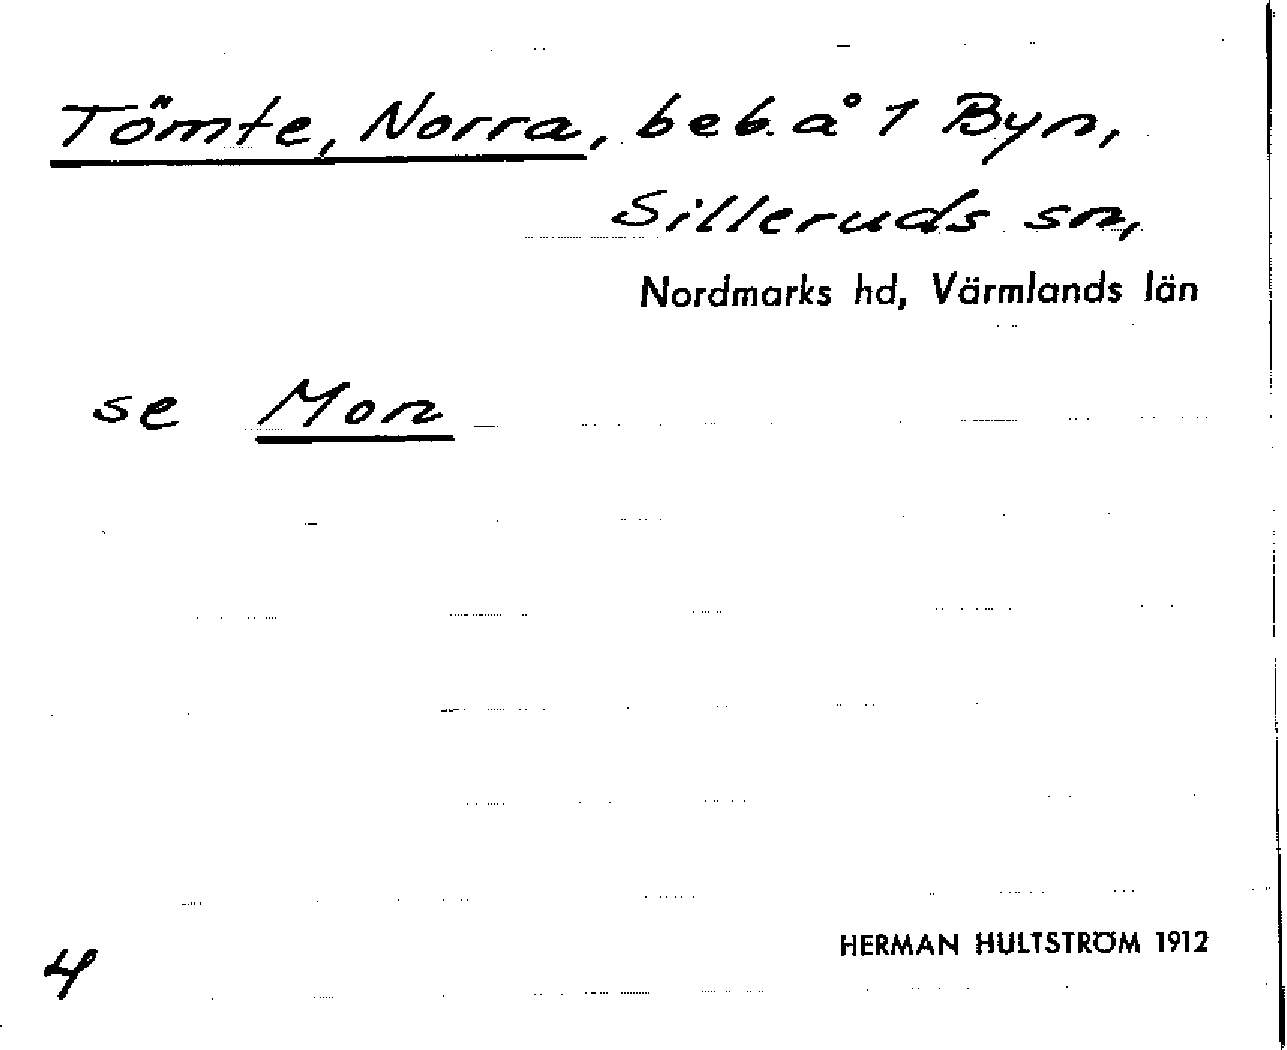 Tömte, Norra, beb. å 1 Byn,
Silleruds sn,
Nordmarks hd, Värmlands län
se Mon
HERMAN HULTSTRÖM 1912
4